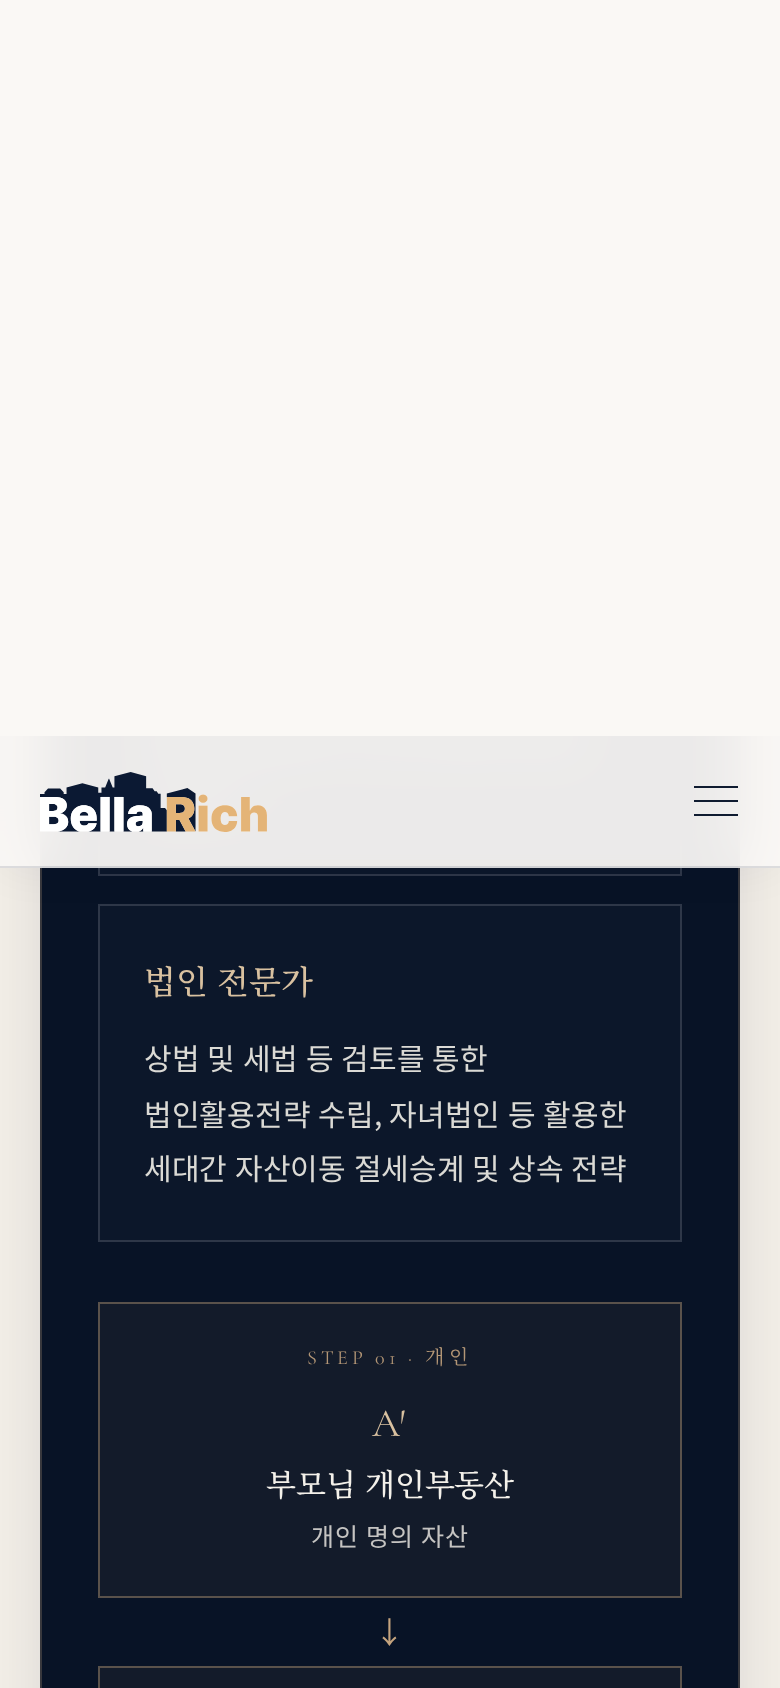 Bella Rich
법인 전문가
상법 및 세법 등 검토를 통한
법인활용전략 수립, 자녀법인 등 활용한
세대간 자산이동 절세승계 및 상속 전략
STEP 01 · 개인
A′
부모님 개인부동산
개인 명의 자산
↓